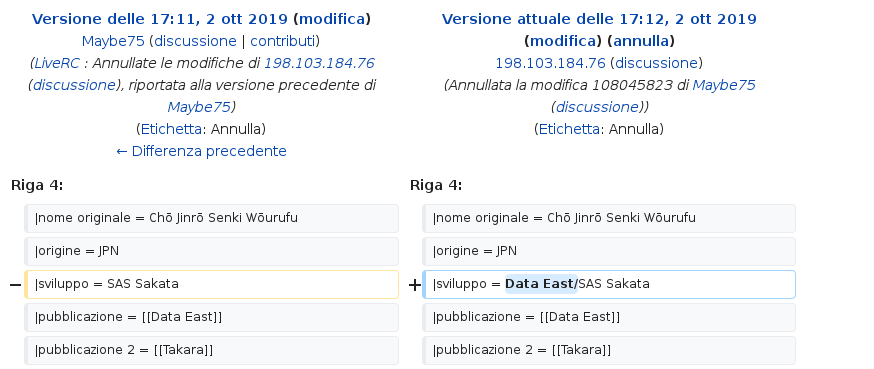 Versione delle 17:11, 2 ott 2019 (modifica)
Maybe75 (discussione | contributi)
(LiveRC : Annullate le modifiche di 198.103.184.76
(discussione), riportata alla versione precedente di
Maybe75)
(Etichetta: Annulla)
← Differenza precedente
Versione attuale delle 17:12, 2 ott 2019
(modifica) (annulla)
198.103.184.76 (discussione)
(Annullata la modifica 108045823 di Maybe75
(discussione))
(Etichetta: Annulla)
Riga 4:
|nome originale = Chō Jinrō Senki Wōurufu
|origine = JPN
− |sviluppo = SAS Sakata
|pubblicazione = [[Data East]]
|pubblicazione 2 = [[Takara]]
Riga 4:
|nome originale = Chō Jinrō Senki Wōurufu
|origine = JPN
+ |sviluppo = Data East/SAS Sakata
|pubblicazione = [[Data East]]
|pubblicazione 2 = [[Takara]]